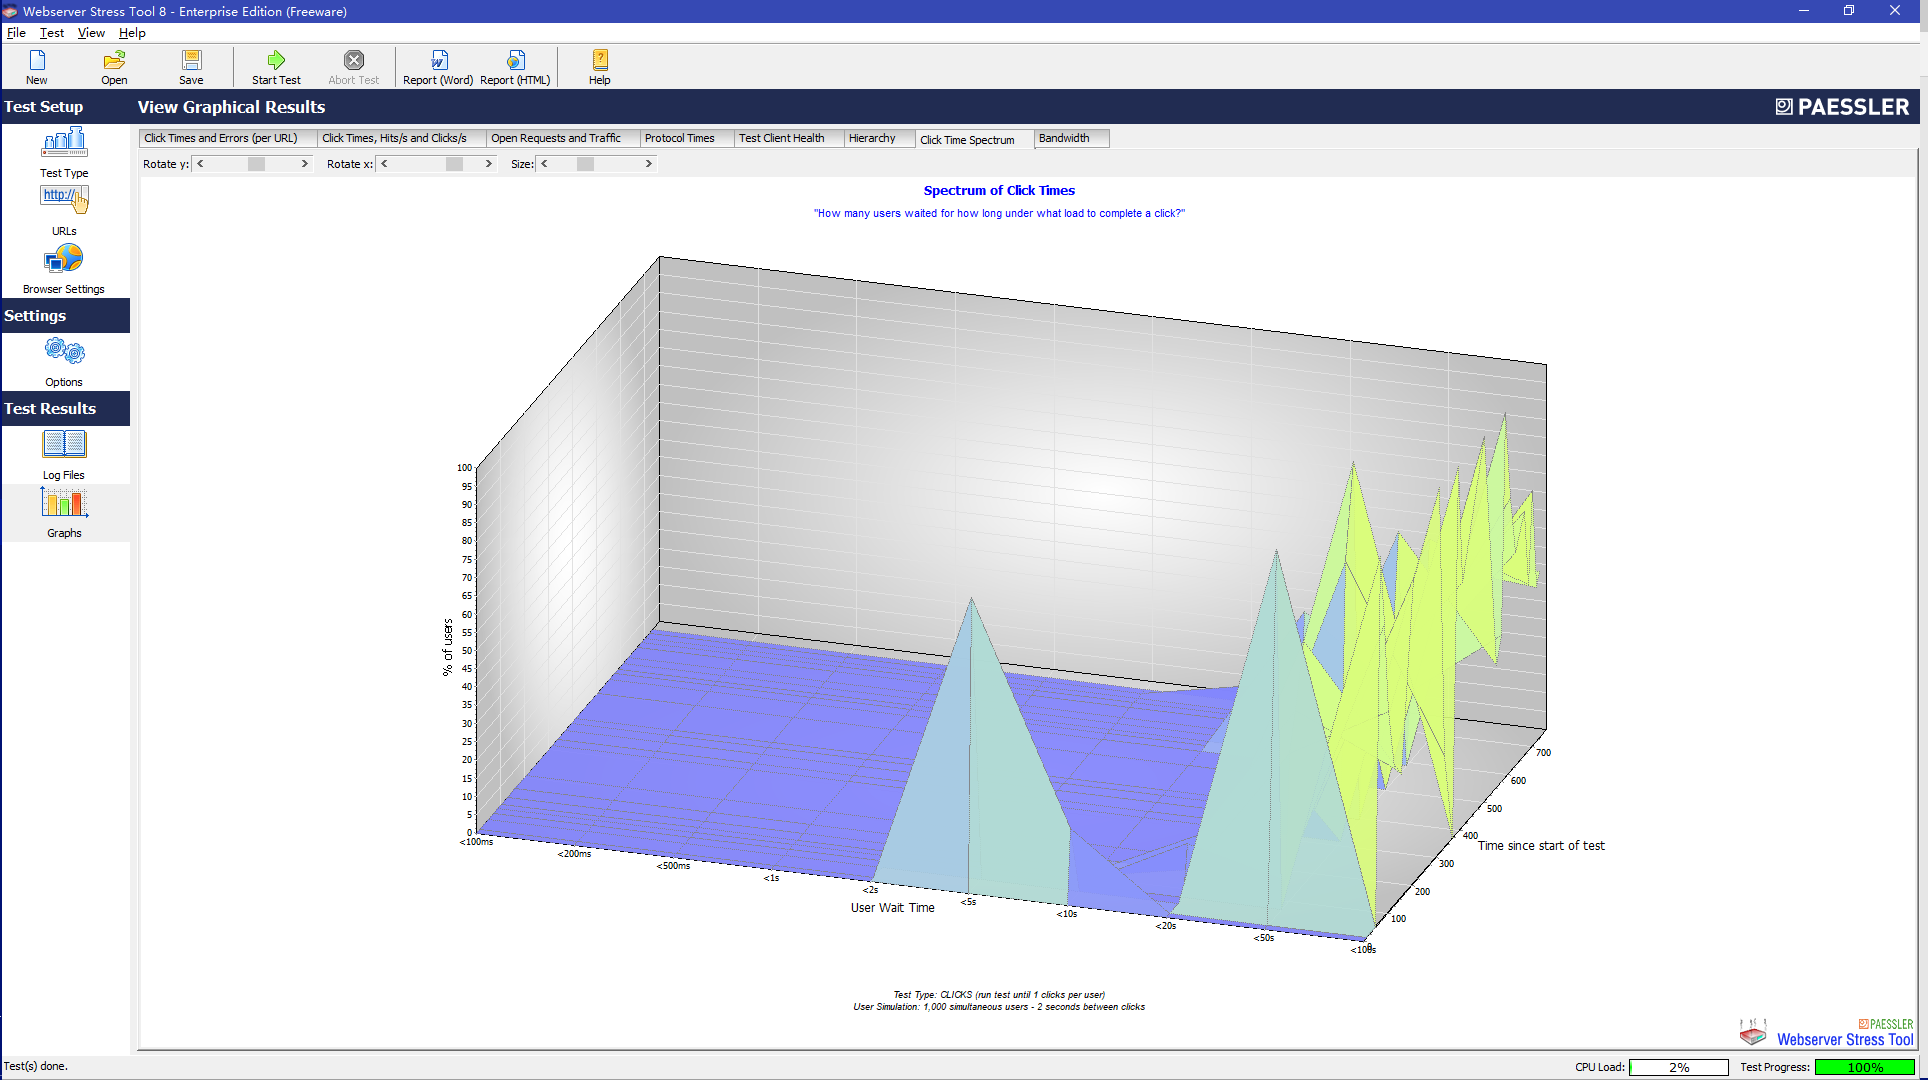 Webserver Stress Tool 8 - Enterprise Edition (Freeware)
File Test View Help
New Open Save Start Test Abort Test Report (Word) Report (HTML) Help
Test Setup
View Graphical Results
PAESSLER
Click Times and Errors (per URL) Click Times, Hits/s and Clicks/s Open Requests and Traffic Protocol Times Test Client Health Hierarchy Click Time Spectrum Bandwidth
Rotate y: < > Rotate x: < > Size: < >
Test Type
http://
URLs
Browser Settings
Settings
Options
Test Results
Log Files
Graphs
Spectrum of Click Times
"How many users waited for how long under what load to complete a click?"
% of users
100
95
90
85
80
75
70
65
60
55
50
45
40
35
30
25
20
15
10
5
0
<100ms
<200ms
<500ms
<1s
<2s
<5s
<10s
<20s
<50s
<100s
User Wait Time
700
600
500
400
300
200
100
0
Time since start of test
Test Type: CLICKS (run test until 1 clicks per user)
User Simulation: 1,000 simultaneous users - 2 seconds between clicks
PAESSLER
Webserver Stress Tool
Test(s) done.
CPU Load: 2% Test Progress: 100%